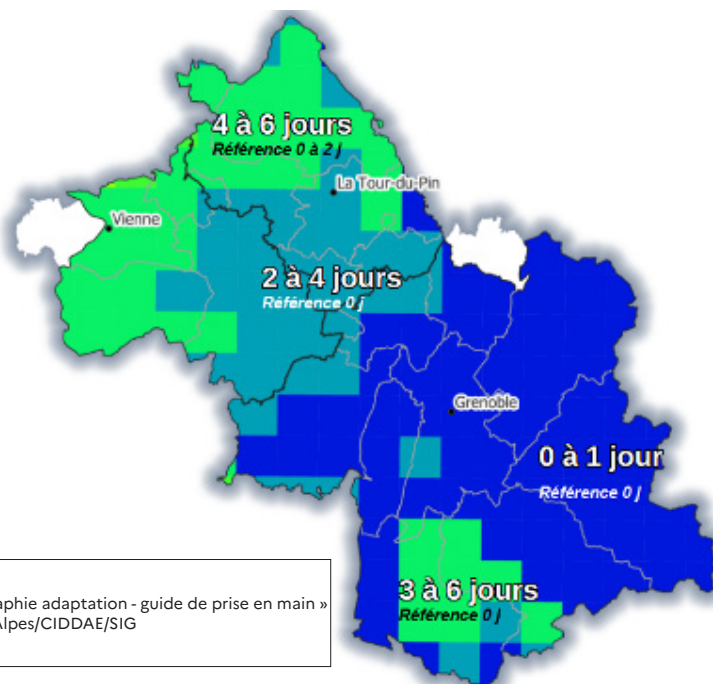 4 à 6 jours
Référence 0 à 2 j
La Tour-du-Pin
Vienne
2 à 4 jours
Référence 0 j
Grenoble
0 à 1 jour
Référence 0 j
3 à 6 jours
Référence 0 j
aphie adaptation - guide de prise en main »
Alpes/CIDDAE/SIG